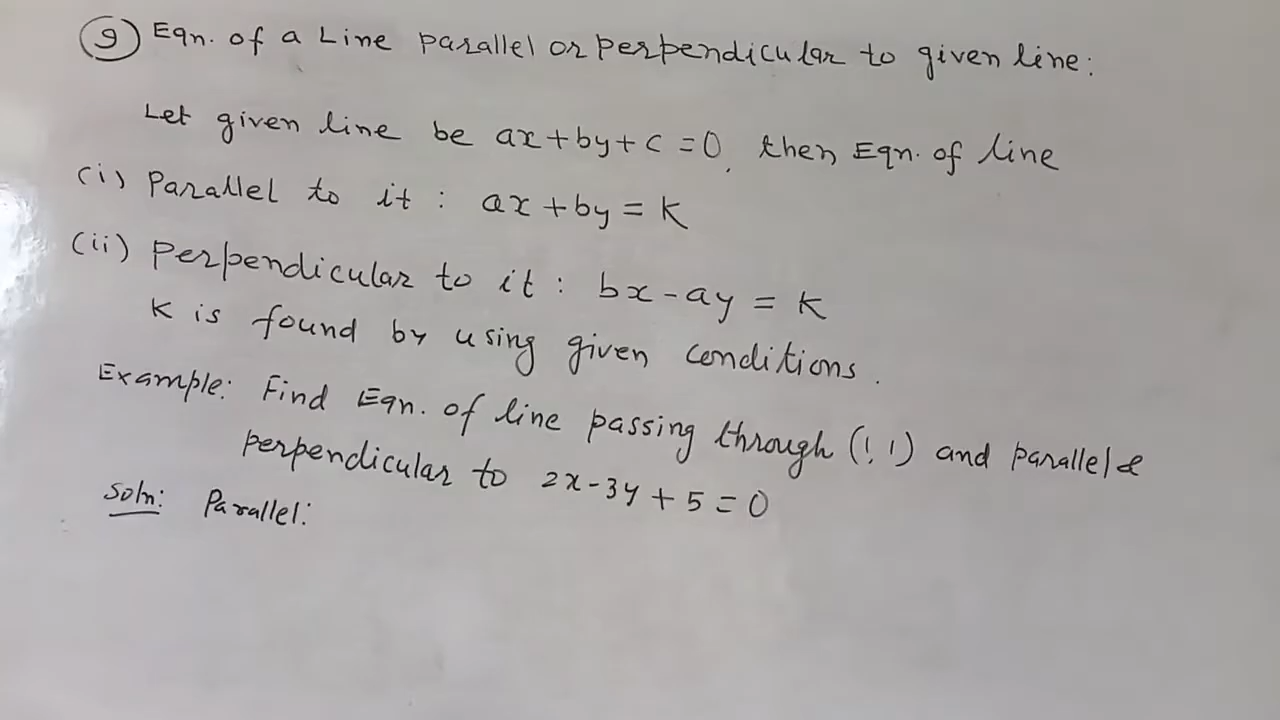 (9) Eqn. of a Line parallel or perpendicular to given line:
Let given line be ax+by+c=0, then Eqn. of line
(i) Parallel to it: ax+by=K
(ii) Perpendicular to it: bx-ay=K
K is found by using given conditions.
Example: Find Eqn. of line passing through (1,1) and parallel &
perpendicular to 2x-3y+5=0
Soln: Parallel: